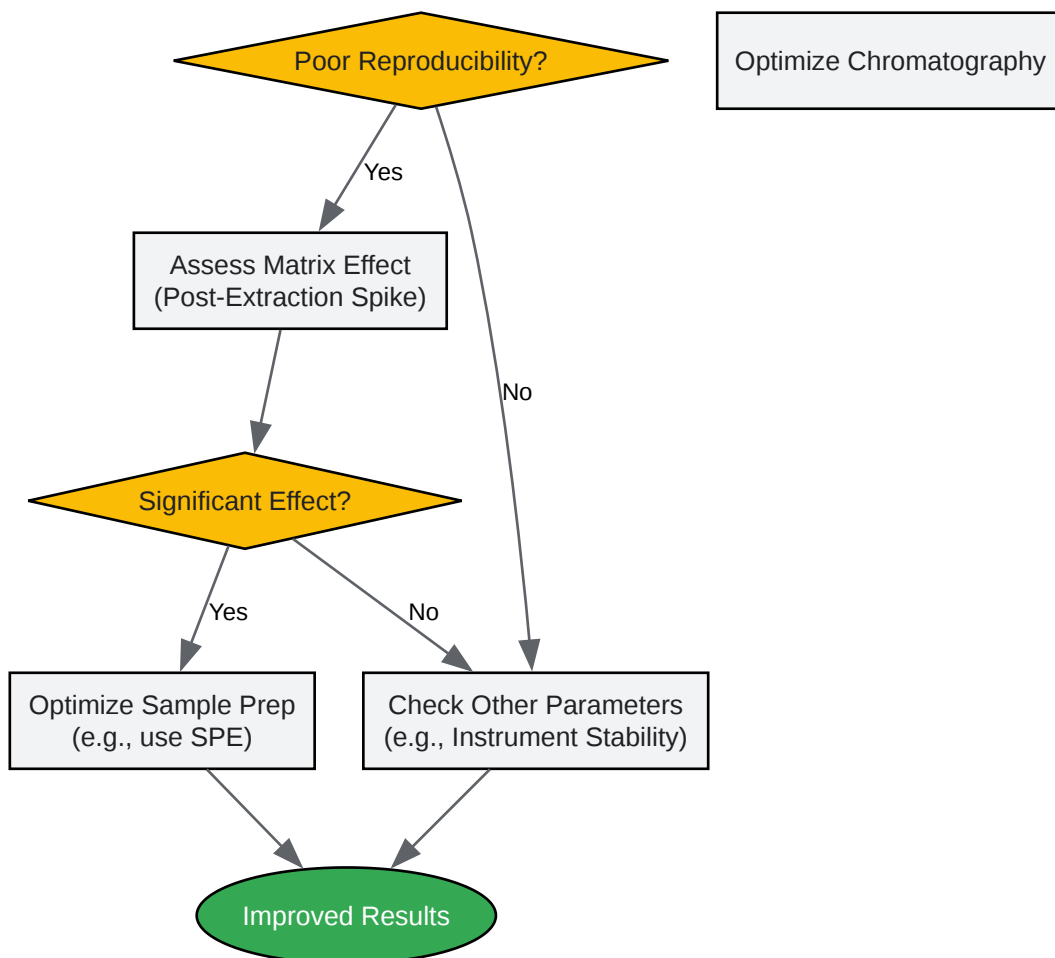 Poor Reproducibility?
Optimize Chromatography
Yes
Assess Matrix Effect
(Post-Extraction Spike)
No
Significant Effect?
Yes
No
Optimize Sample Prep
(e.g., use SPE)
Check Other Parameters
(e.g., Instrument Stability)
Improved Results